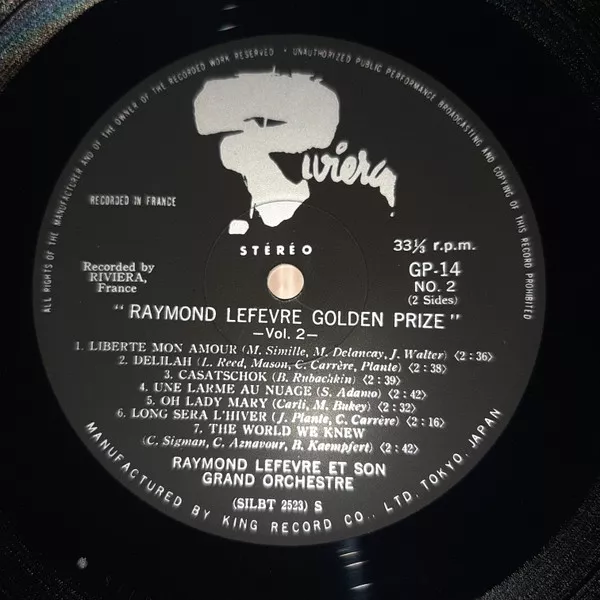 ALL RIGHTS OF THE MANUFACTURER AND OF THE OWNER OF THE RECORDED WORK RESERVED • UNAUTHORIZED PUBLIC PERFORMANCE BROADCASTING AND COPYING OF THIS RECORD PROHIBITED
Riviera
RECORDED IN FRANCE
STÉRÉO
33⅓ r.p.m.
Recorded by
RIVIERA,
France
GP-14
NO. 2
(2 Sides)
"RAYMOND LEFEVRE GOLDEN PRIZE"
—Vol. 2—
1. LIBERTE MON AMOUR (M. Simille, M. Delancay, J. Walter) (2:36)
2. DELILAH (L. Reed, Mason, C. Carrère, Plante) (2:38)
3. CASATSCHOK (B. Rubachkin) (2:39)
4. UNE LARME AU NUAGE (S. Adamo) (2:42)
5. OH LADY MARY (Carli, M. Bukey) (2:32)
6. LONG SERA L'HIVER (J. Plante, C. Carrère) (2:16)
7. THE WORLD WE KNEW
(C. Sigman, C. Aznavour, B. Kaempfert) (2:42)
RAYMOND LEFEVRE ET SON
GRAND ORCHESTRE
(SILBT 2523) S
MANUFACTURED BY KING RECORD CO., LTD. TOKYO, JAPAN